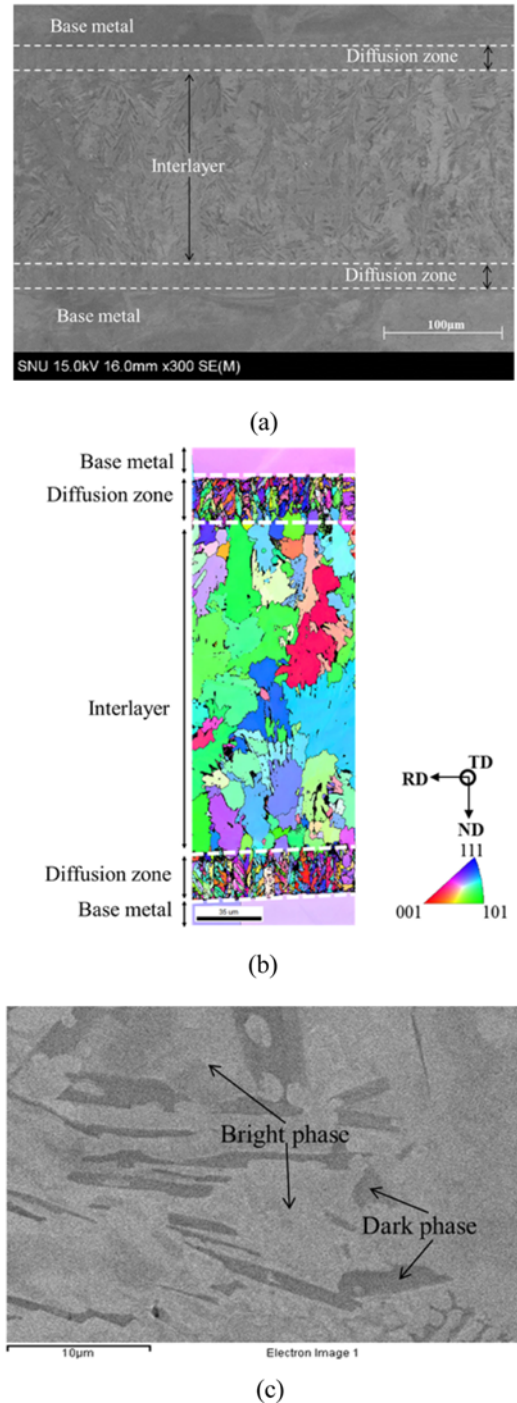 Base metal
Diffusion zone
Interlayer
Diffusion zone
Base metal
100μm
SNU 15.0kV 16.0mm x300 SE(M)
(a)
Base metal
Diffusion zone
Interlayer
TD
RD
ND
111
Diffusion zone
001
101
Base metal
35 um
(b)
Bright phase
Dark phase
10μm
Electron Image 1
(c)